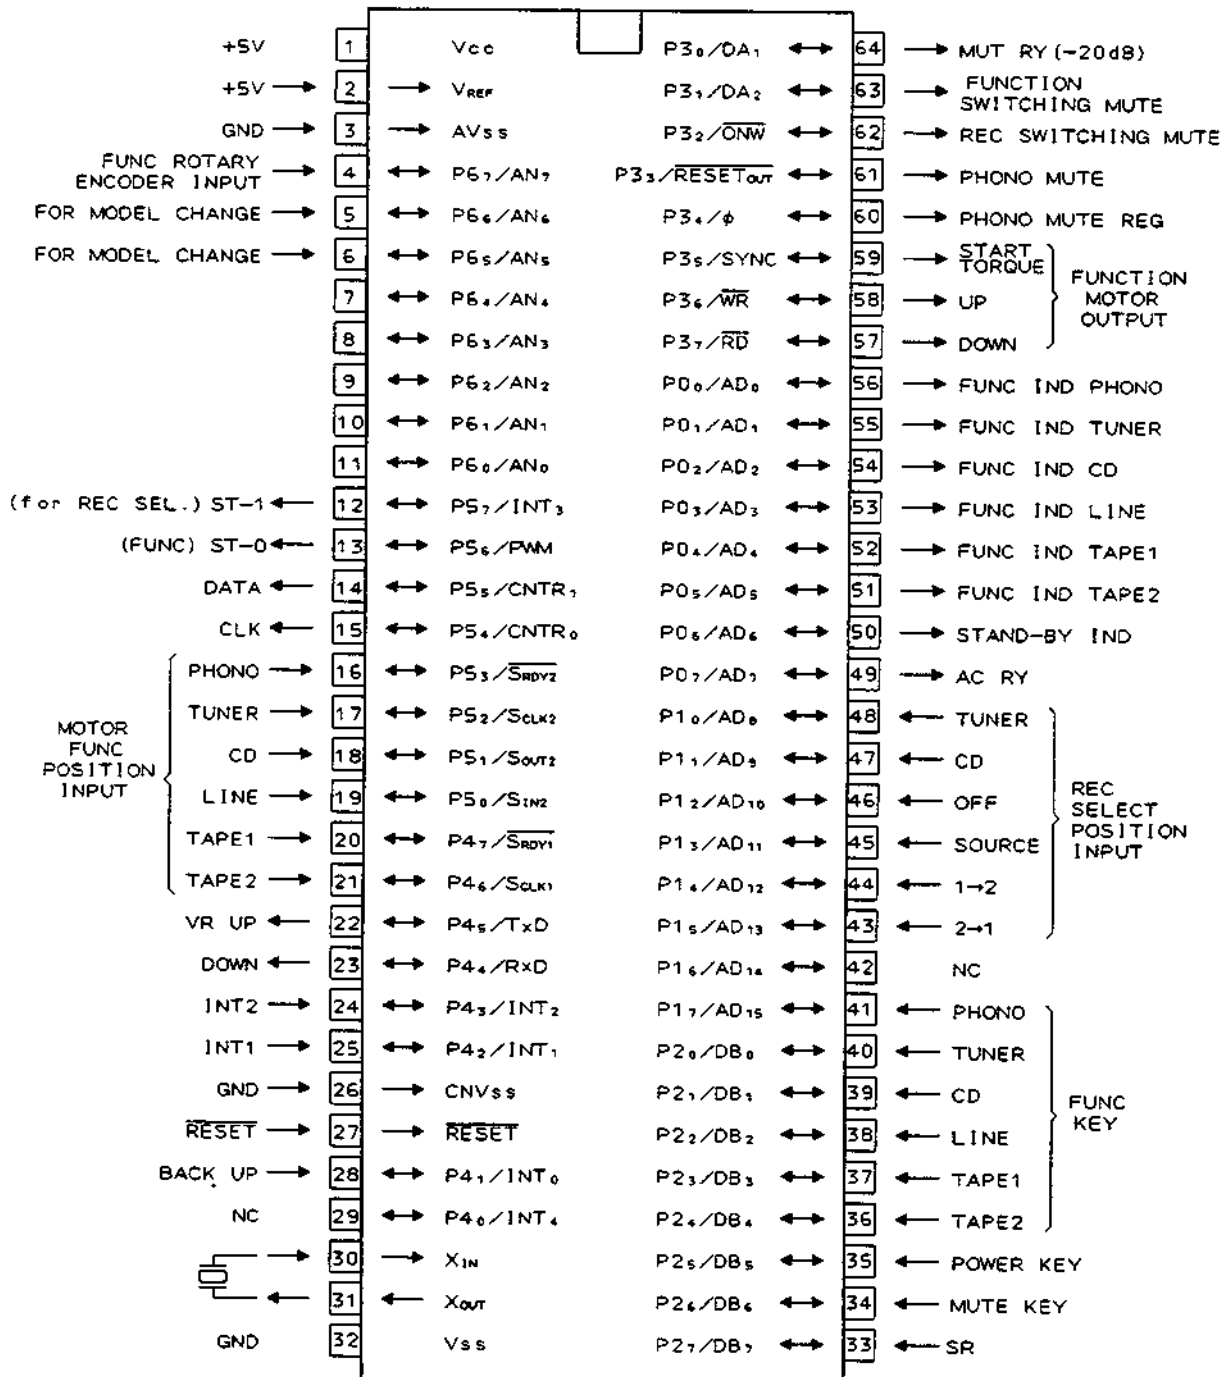 +5V 1 Vcc P3₀/DA₁ 64 MUT RY (-20dB)
+5V 2 VREF P3₁/DA₂ 63 FUNCTION SWITCHING MUTE
GND 3 AVss P3₂/ONW 62 REC SWITCHING MUTE
FUNC ROTARY ENCODER INPUT 4 P6₇/AN₇ P3₃/RESETOUT 61 PHONO MUTE
FOR MODEL CHANGE 5 P6₆/AN₆ P3₄/ϕ 60 PHONO MUTE REG
FOR MODEL CHANGE 6 P6₅/AN₅ P3₅/SYNC 59 START TORQUE
7 P6₄/AN₄ P3₆/WR 58 UP
8 P6₃/AN₃ P3₇/RD 57 DOWN
FUNCTION MOTOR OUTPUT
9 P6₂/AN₂ P0₀/AD₀ 56 FUNC IND PHONO
10 P6₁/AN₁ P0₁/AD₁ 55 FUNC IND TUNER
11 P6₀/AN₀ P0₂/AD₂ 54 FUNC IND CD
(for REC SEL.) ST-1 12 P5₇/INT₃ P0₃/AD₃ 53 FUNC IND LINE
(FUNC) ST-0 13 P5₆/PWM P0₄/AD₄ 52 FUNC IND TAPE1
DATA 14 P5₅/CNTR₁ P0₅/AD₅ 51 FUNC IND TAPE2
CLK 15 P5₄/CNTR₀ P0₆/AD₆ 50 STAND-BY IND
PHONO 16 P5₃/SRDY2 P0₇/AD₇ 49 AC RY
TUNER 17 P5₂/SCLK2 P1₀/AD₈ 48 TUNER
CD 18 P5₁/SOUT2 P1₁/AD₉ 47 CD
LINE 19 P5₀/SIN2 P1₂/AD₁₀ 46 OFF
TAPE1 20 P4₇/SRDY1 P1₃/AD₁₁ 45 SOURCE
TAPE2 21 P4₆/SCLK1 P1₄/AD₁₂ 44 1→2
MOTOR FUNC POSITION INPUT
VR UP 22 P4₅/TxD P1₅/AD₁₃ 43 2→1
REC SELECT POSITION INPUT
DOWN 23 P4₄/RxD P1₆/AD₁₄ 42 NC
INT2 24 P4₃/INT₂ P1₇/AD₁₅ 41 PHONO
INT1 25 P4₂/INT₁ P2₀/DB₀ 40 TUNER
GND 26 CNVss P2₁/DB₁ 39 CD
RESET 27 RESET P2₂/DB₂ 38 LINE
BACK UP 28 P4₁/INT₀ P2₃/DB₃ 37 TAPE1
NC 29 P4₀/INT₄ P2₄/DB₄ 36 TAPE2
FUNC KEY
30 XIN P2₅/DB₅ 35 POWER KEY
31 XOUT P2₆/DB₆ 34 MUTE KEY
GND 32 Vss P2₇/DB₇ 33 SR